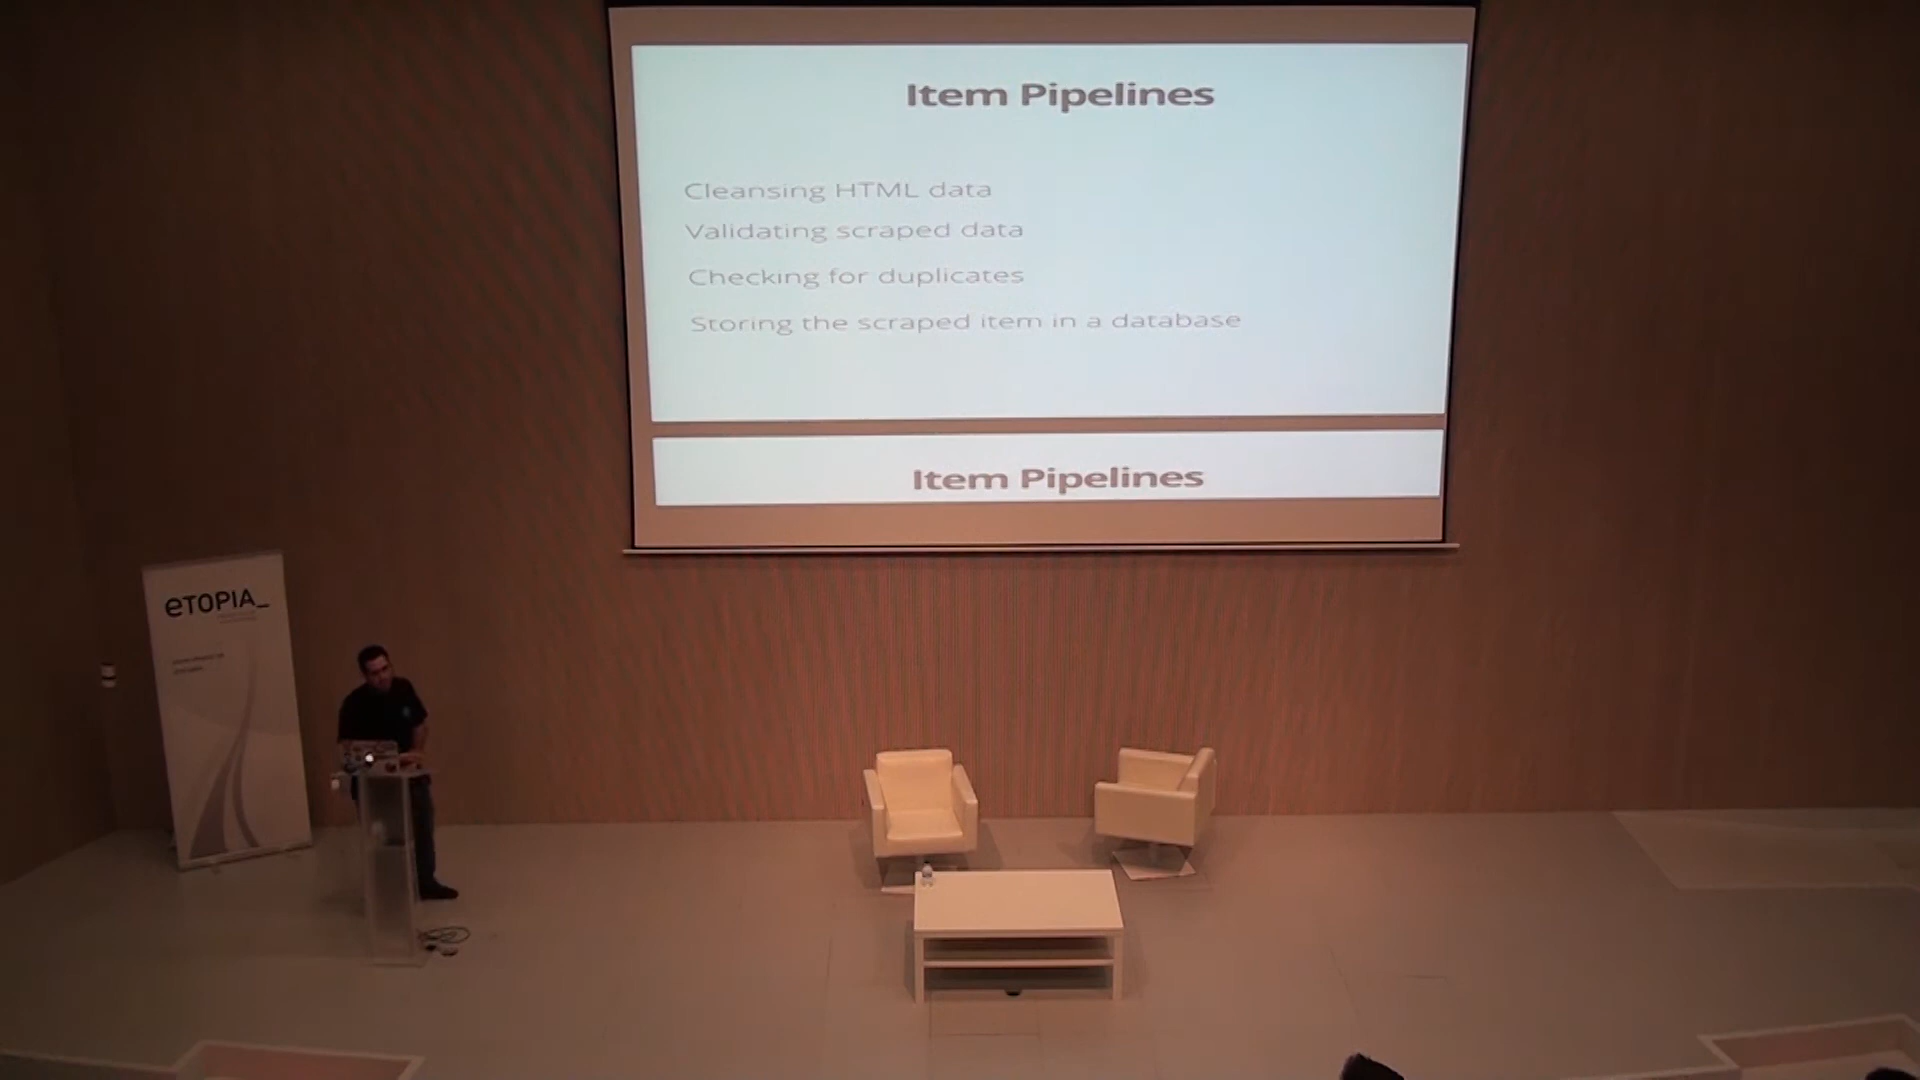 Item Pipelines
Cleansing HTML data
Validating scraped data
Checking for duplicates
Storing the scraped item in a database
Item Pipelines
eTOPIA_